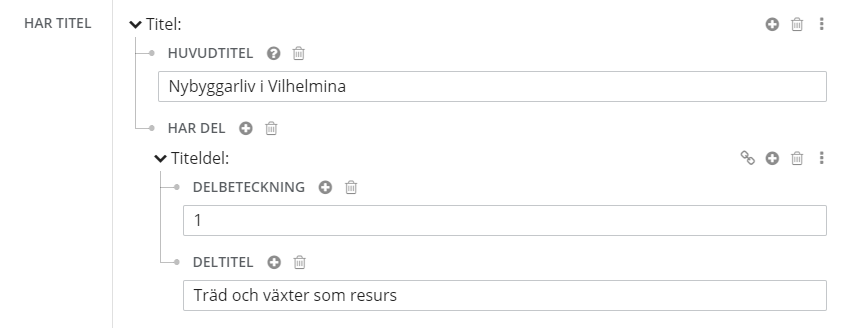 HAR TITEL
Titel:
HUVUDTITEL
Nybyggarliv i Vilhelmina
HAR DEL
Titeldel:
DELBETECKNING
1
DELTITEL
Träd och växter som resurs